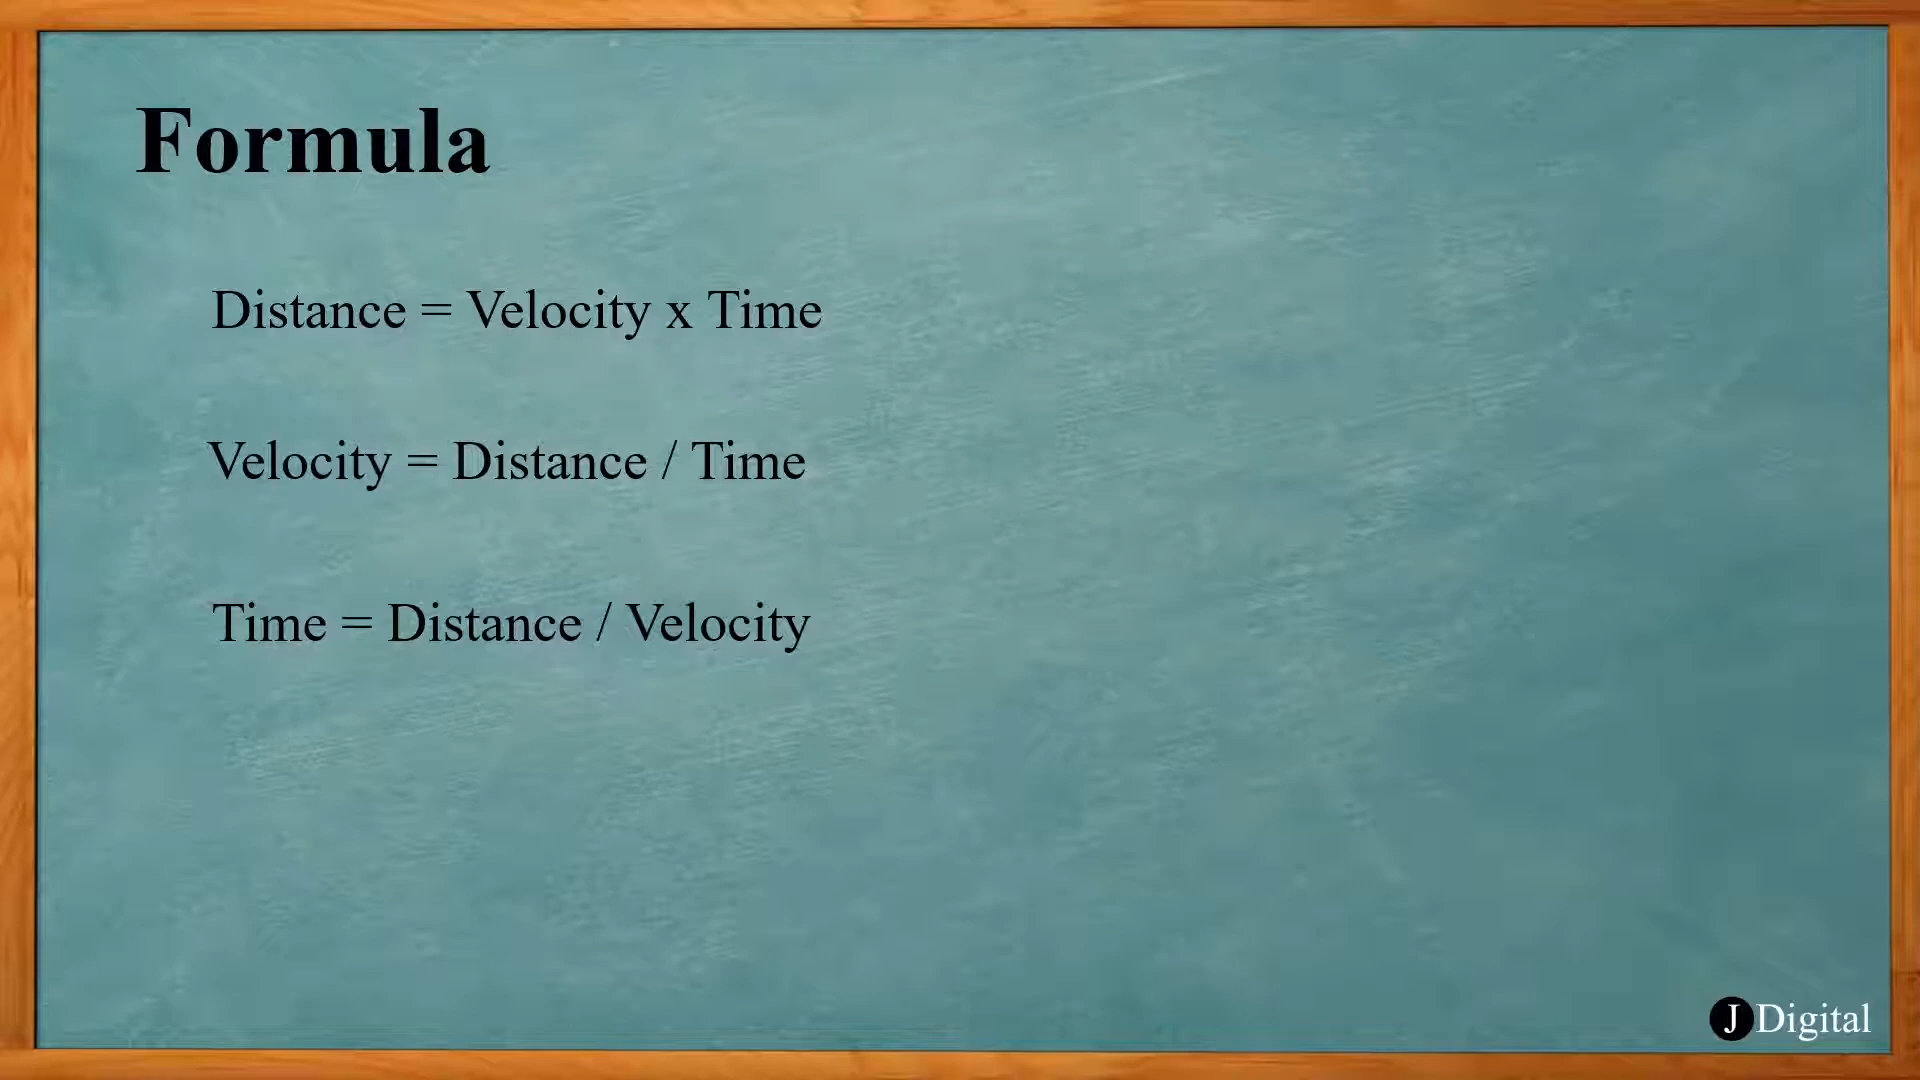 Formula
Distance = Velocity x Time
Velocity = Distance / Time
Time = Distance / Velocity
J Digital